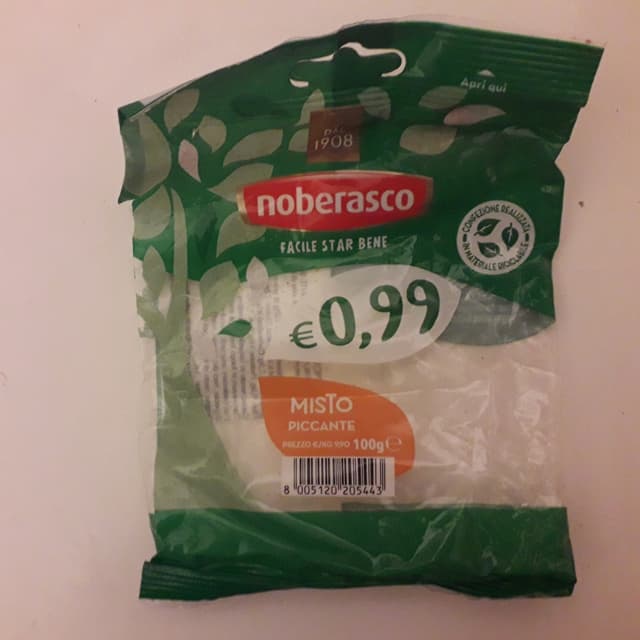 Apri qui
DAL
1908
noberasco
FACILE STAR BENE
CONFEZIONE REALIZZATA
IN MATERIALE RICICLABILE
€0,99
MISTO
PICCANTE
PREZZO €/KG 9,90 100g e
8 005120 205443